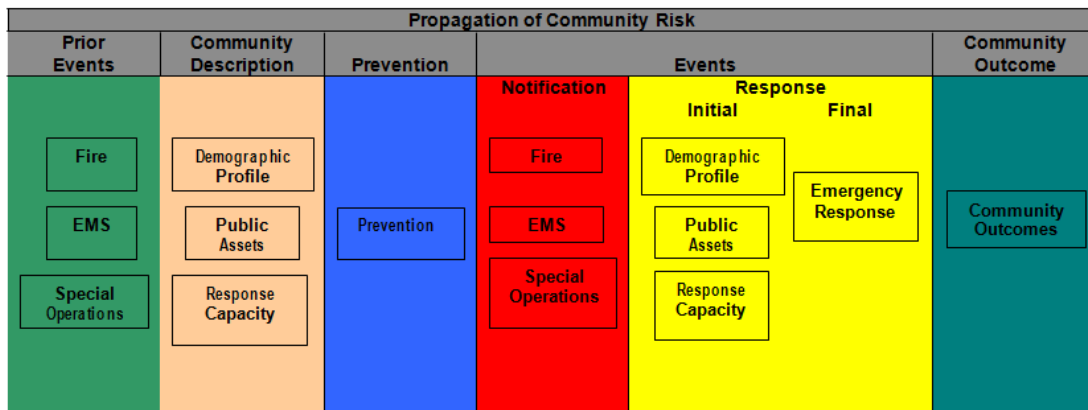 Propagation of Community Risk
Prior
Events
Community
Description
Prevention
Events
Community
Outcome
Notification
Response
Initial
Final
Fire
EMS
Special
Operations
Demographic
Profile
Public
Assets
Response
Capacity
Prevention
Fire
EMS
Special
Operations
Demographic
Profile
Public
Assets
Response
Capacity
Emergency
Response
Community
Outcomes